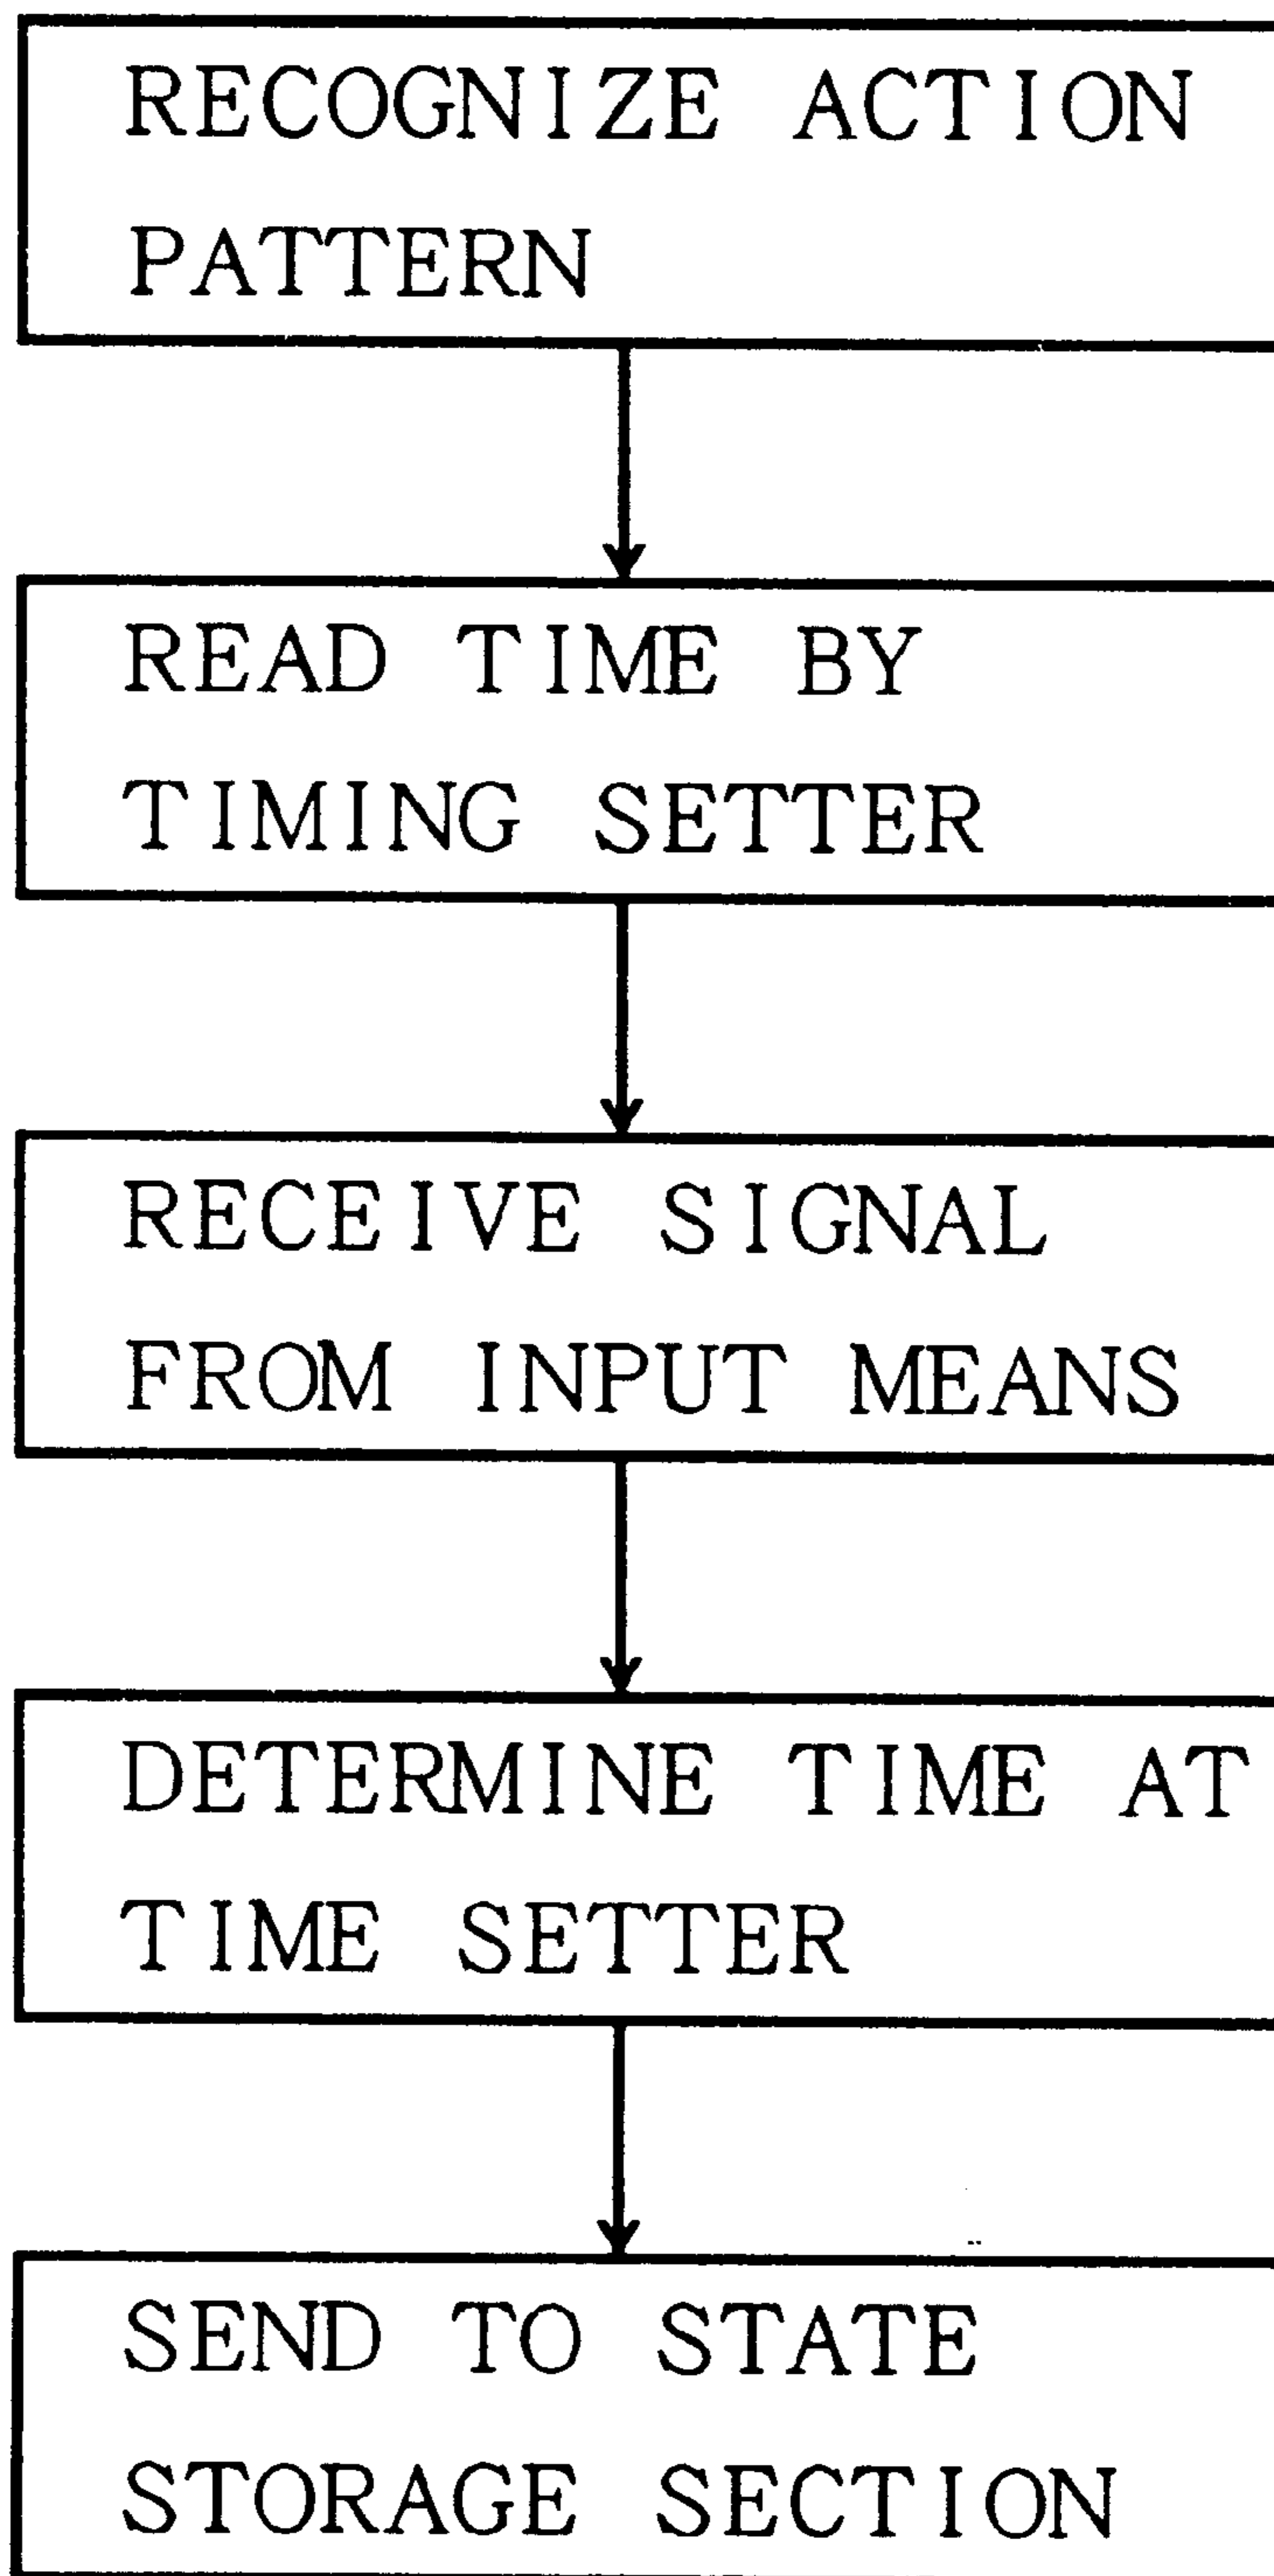 RECOGNIZE ACTION
PATTERN
READ TIME BY
TIMING SETTER
RECEIVE SIGNAL
FROM INPUT MEANS
DETERMINE TIME AT
TIME SETTER
SEND TO STATE
STORAGE SECTION